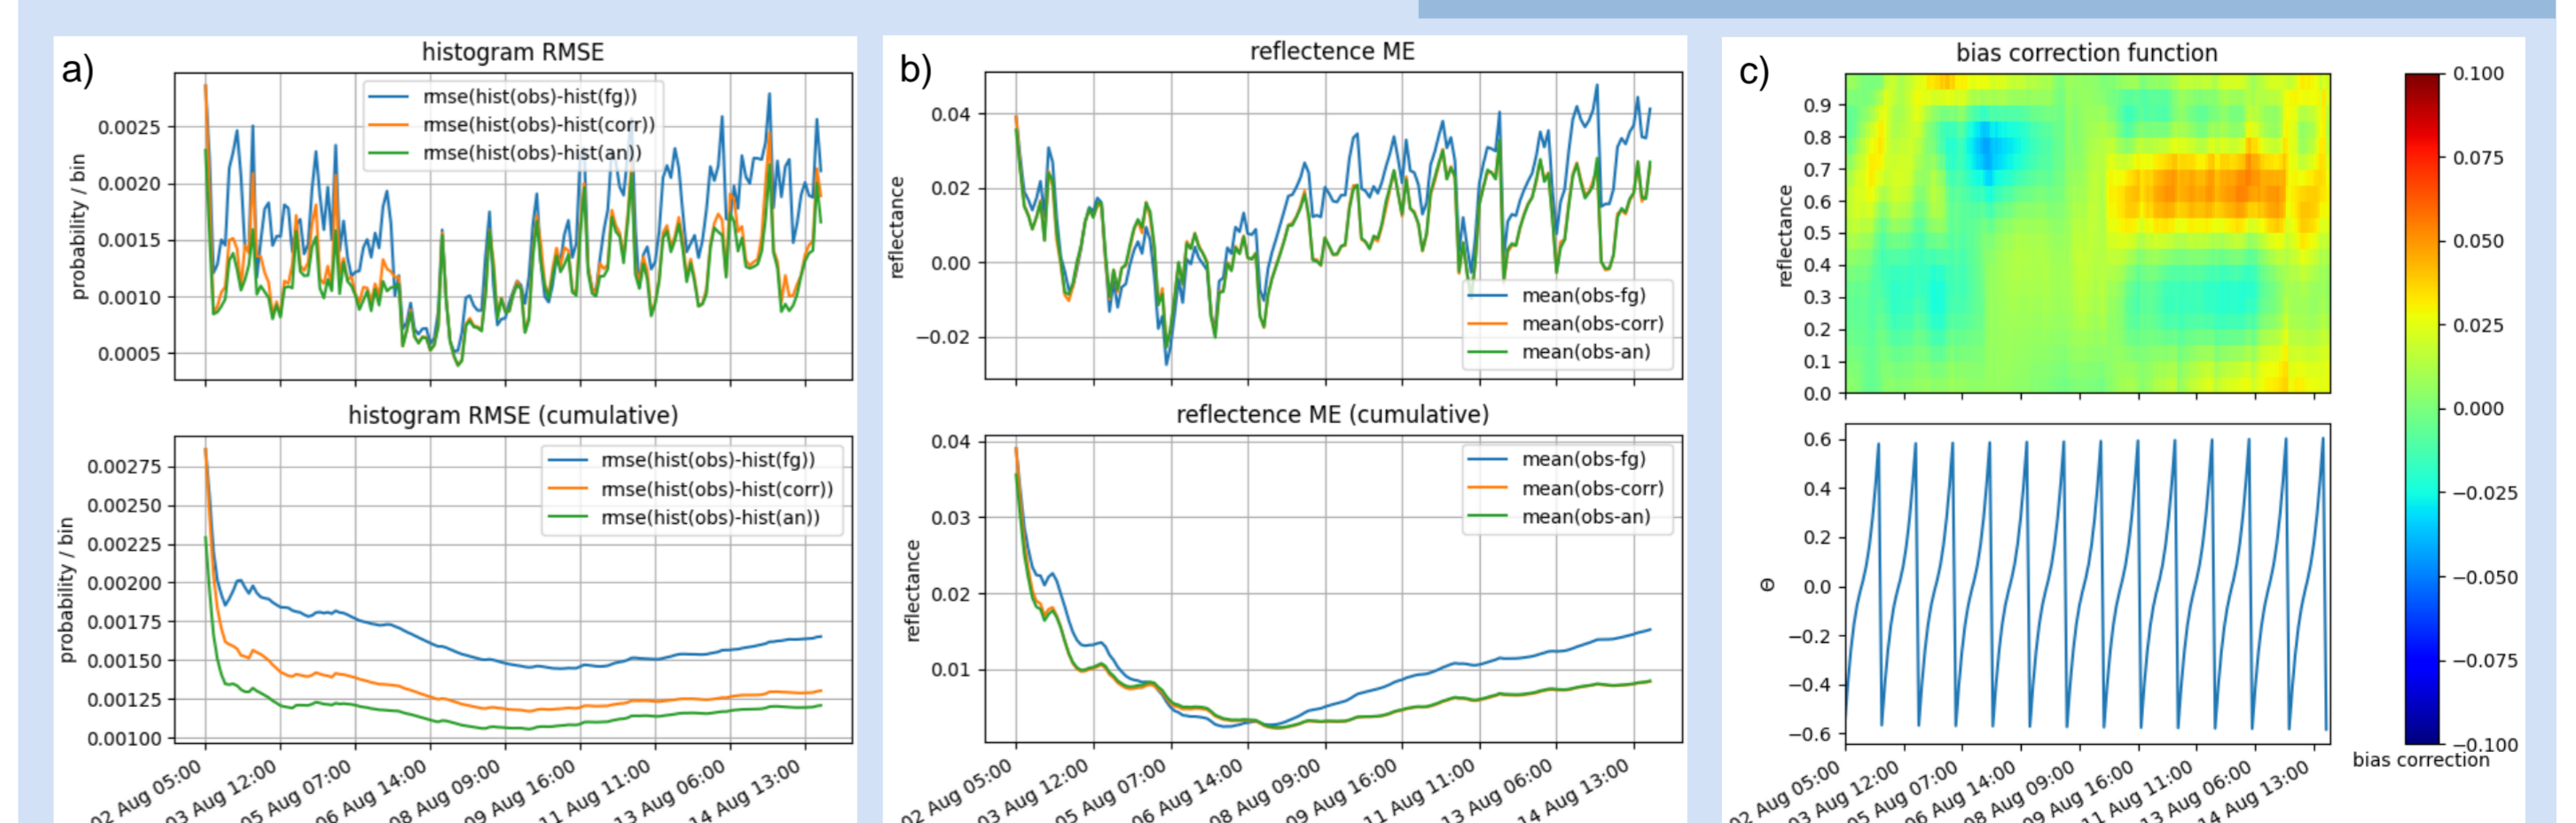 a)
histogram RMSE
rmse(hist(obs)-hist(fg))
rmse(hist(obs)-hist(corr))
rmse(hist(obs)-hist(an))
probability / bin
0.0025
0.0020
0.0015
0.0010
0.0005
histogram RMSE (cumulative)
rmse(hist(obs)-hist(fg))
rmse(hist(obs)-hist(corr))
rmse(hist(obs)-hist(an))
probability / bin
0.00275
0.00250
0.00225
0.00200
0.00175
0.00150
0.00125
0.00100
02 Aug 05:00
03 Aug 12:00
05 Aug 07:00
06 Aug 14:00
08 Aug 09:00
09 Aug 16:00
11 Aug 11:00
13 Aug 06:00
14 Aug 13:00
b)
reflectence ME
reflectance
0.04
0.02
0.00
−0.02
mean(obs-fg)
mean(obs-corr)
mean(obs-an)
reflectence ME (cumulative)
mean(obs-fg)
mean(obs-corr)
mean(obs-an)
reflectance
0.04
0.03
0.02
0.01
02 Aug 05:00
03 Aug 12:00
05 Aug 07:00
06 Aug 14:00
08 Aug 09:00
09 Aug 16:00
11 Aug 11:00
13 Aug 06:00
14 Aug 13:00
c)
bias correction function
reflectance
0.9
0.8
0.7
0.6
0.5
0.4
0.3
0.2
0.1
0.0
Θ
0.6
0.4
0.2
0.0
−0.2
−0.4
−0.6
02 Aug 05:00
03 Aug 12:00
05 Aug 07:00
06 Aug 14:00
08 Aug 09:00
09 Aug 16:00
11 Aug 11:00
13 Aug 06:00
14 Aug 13:00
0.100
0.075
0.050
0.025
0.000
−0.025
−0.050
−0.075
−0.100
bias correction